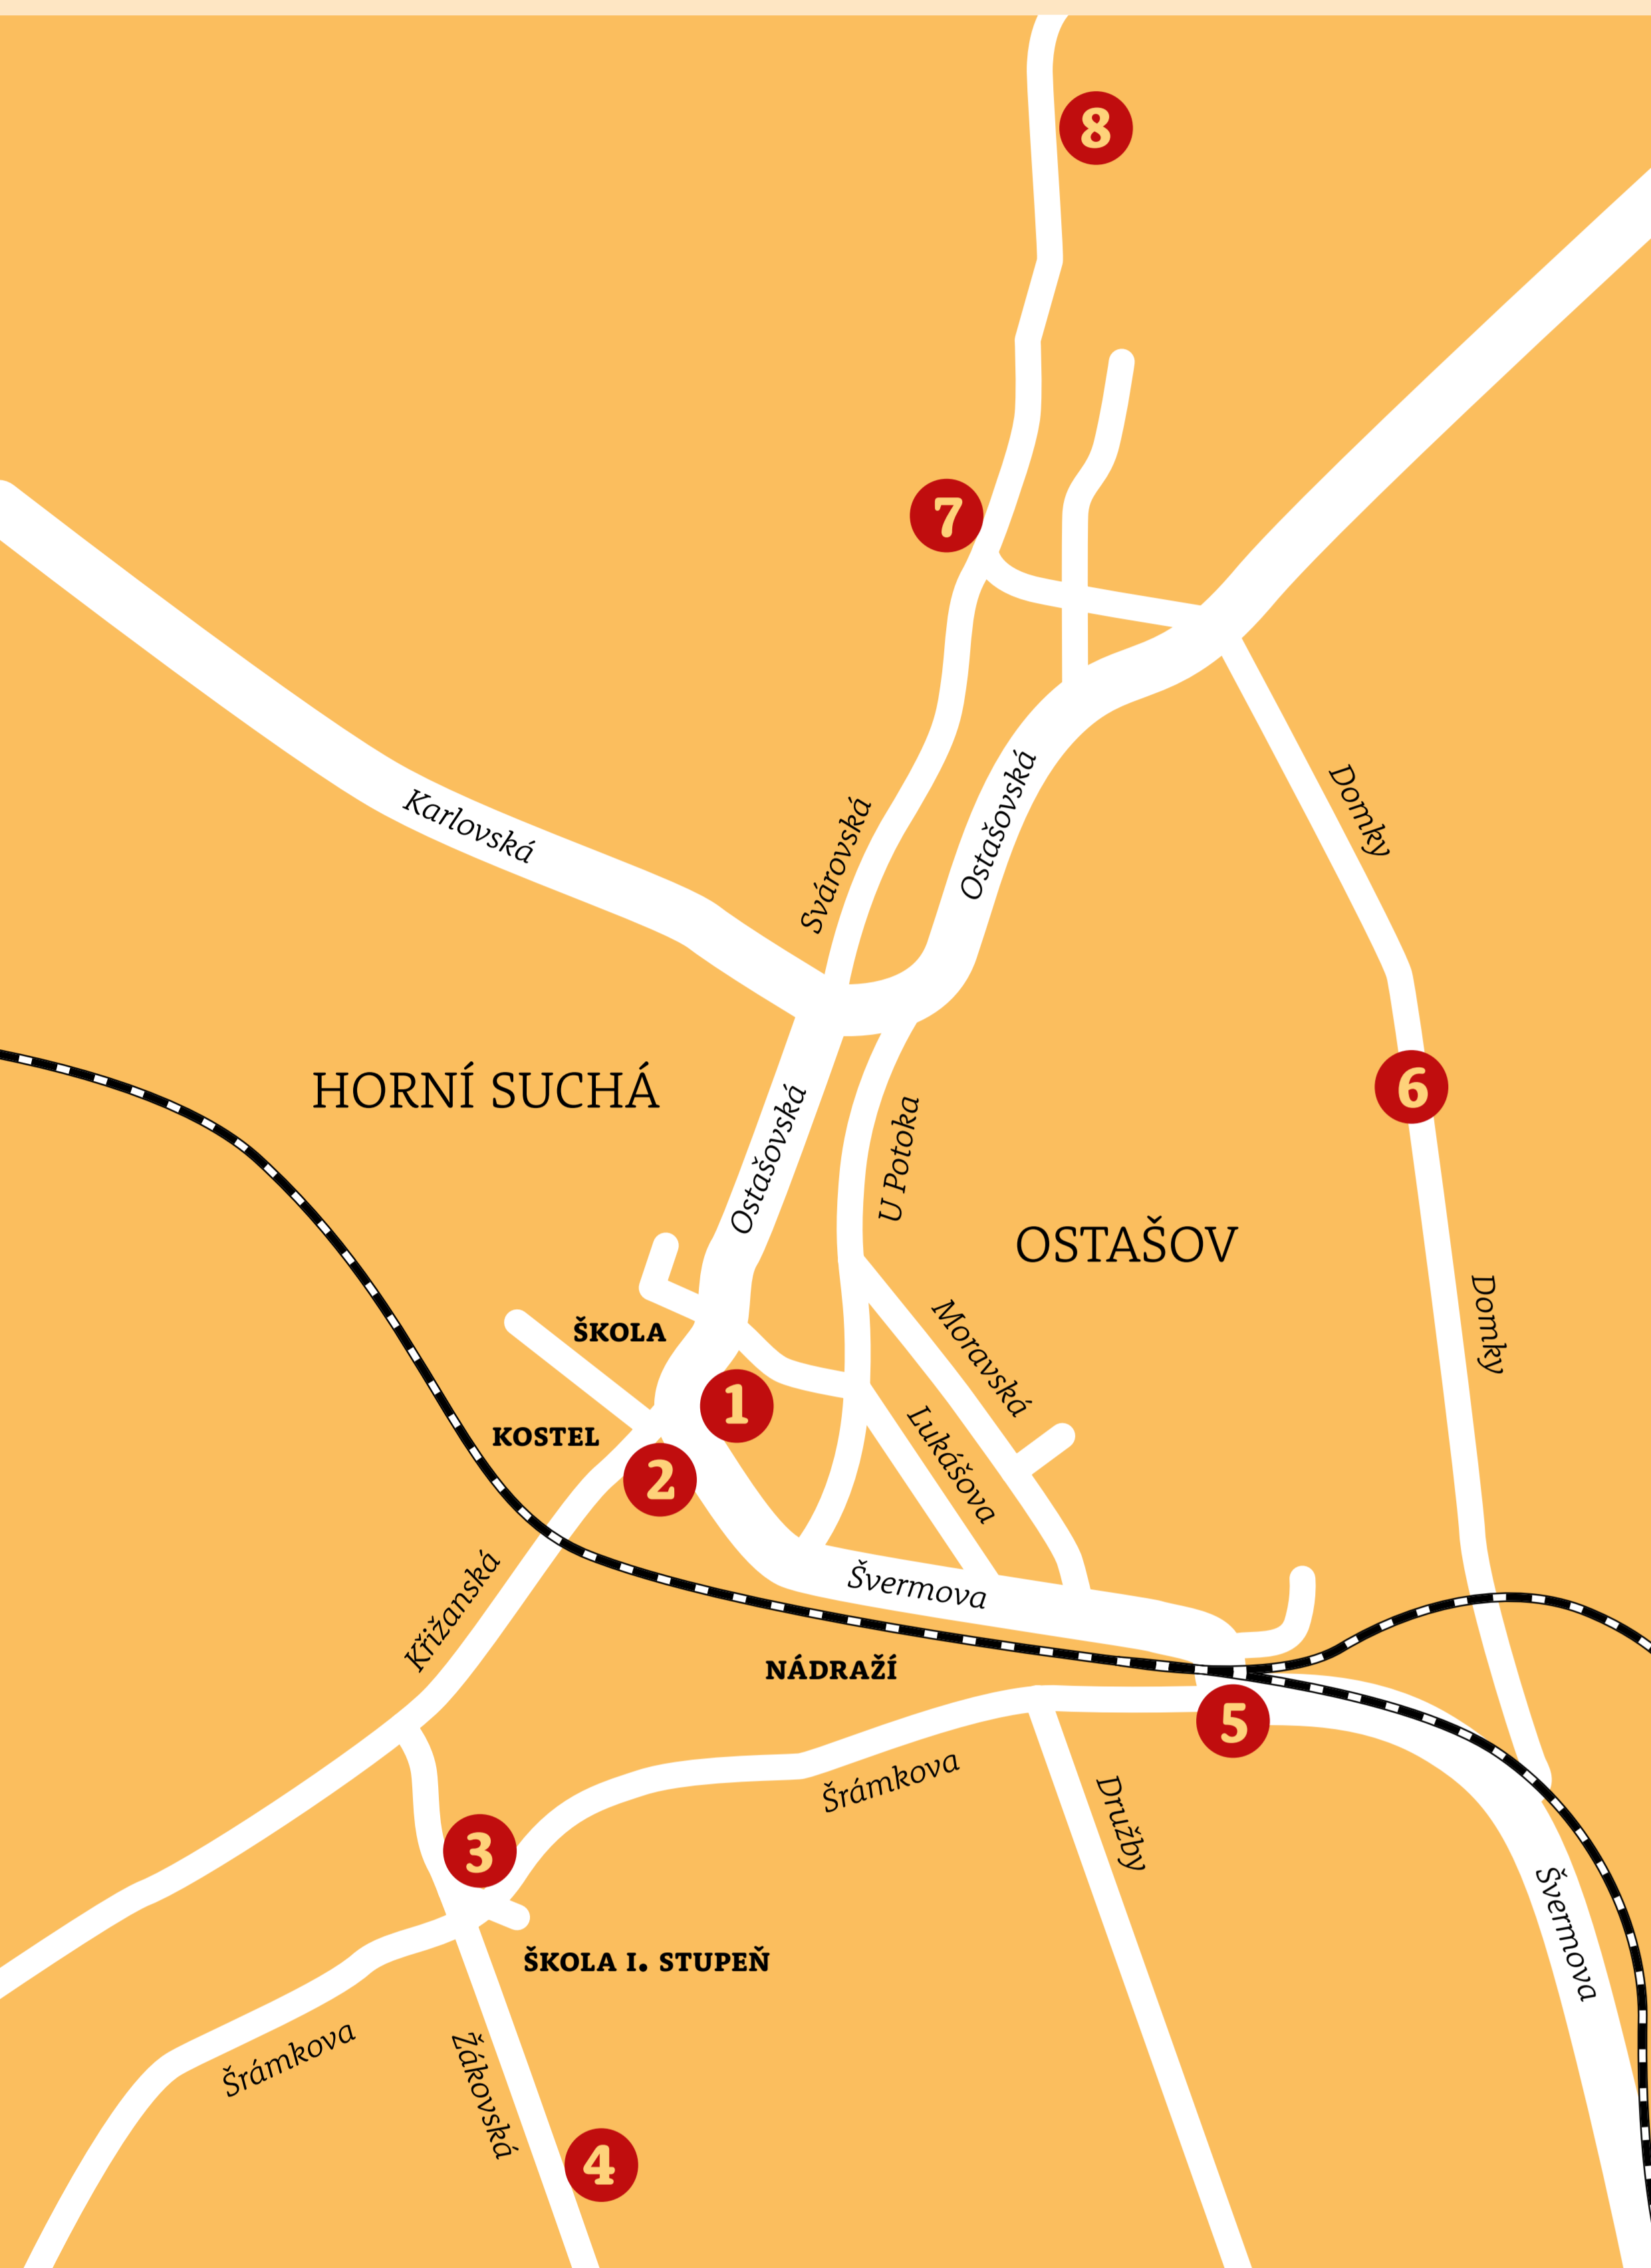 8
7
Domky
Karlovská
Svárovská
Ostašovská
HORNÍ SUCHÁ
6
Ostašovská
U Potoka
OSTAŠOV
Domky
ŠKOLA
Moravská
1
KOSTEL
Lukášova
2
Švermova
Křižanská
NÁDRAŽÍ
5
Šrámkova
Družby
3
Švermova
ŠKOLA I. STUPEŇ
Šrámkova
Žákovská
4